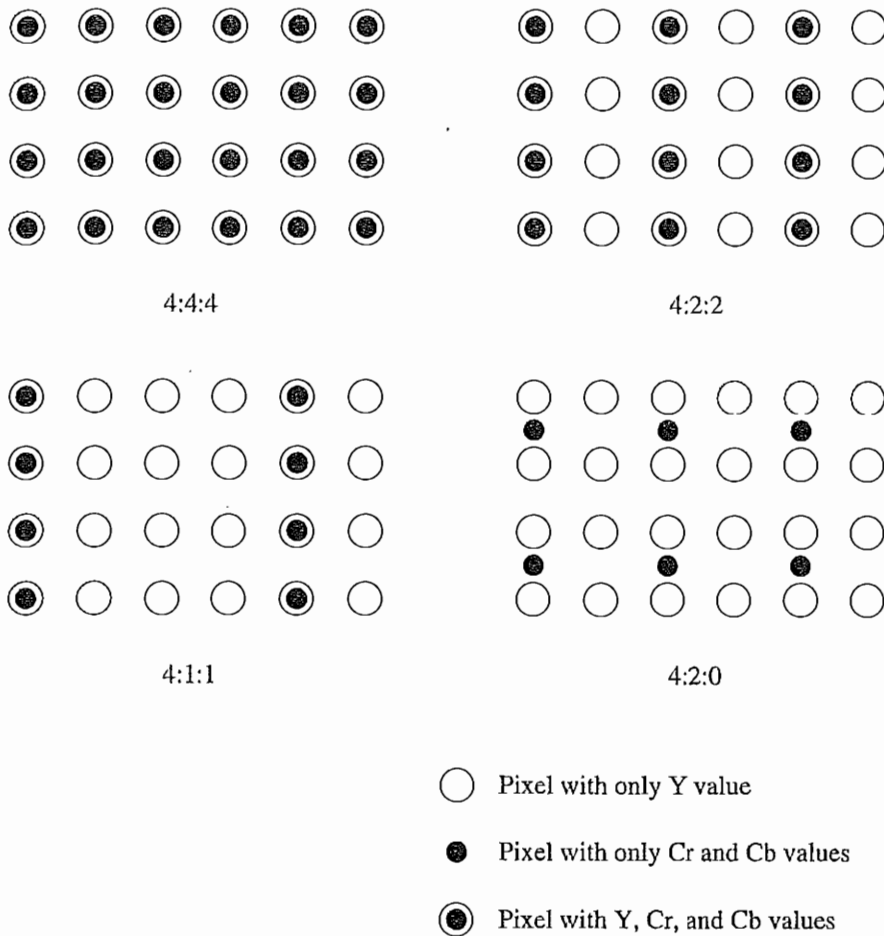 4:4:4
4:2:2
4:1:1
4:2:0
Pixel with only Y value
Pixel with only Cr and Cb values
Pixel with Y, Cr, and Cb values